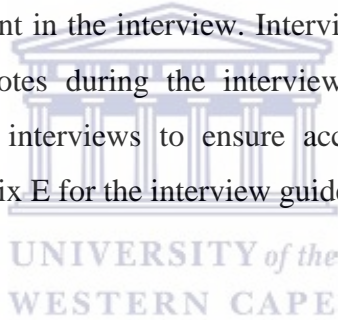 nt in the interview. Intervi
otes during the interview
interviews to ensure acc
ix E for the interview guide
UNIVERSITY of the
WESTERN CAPE